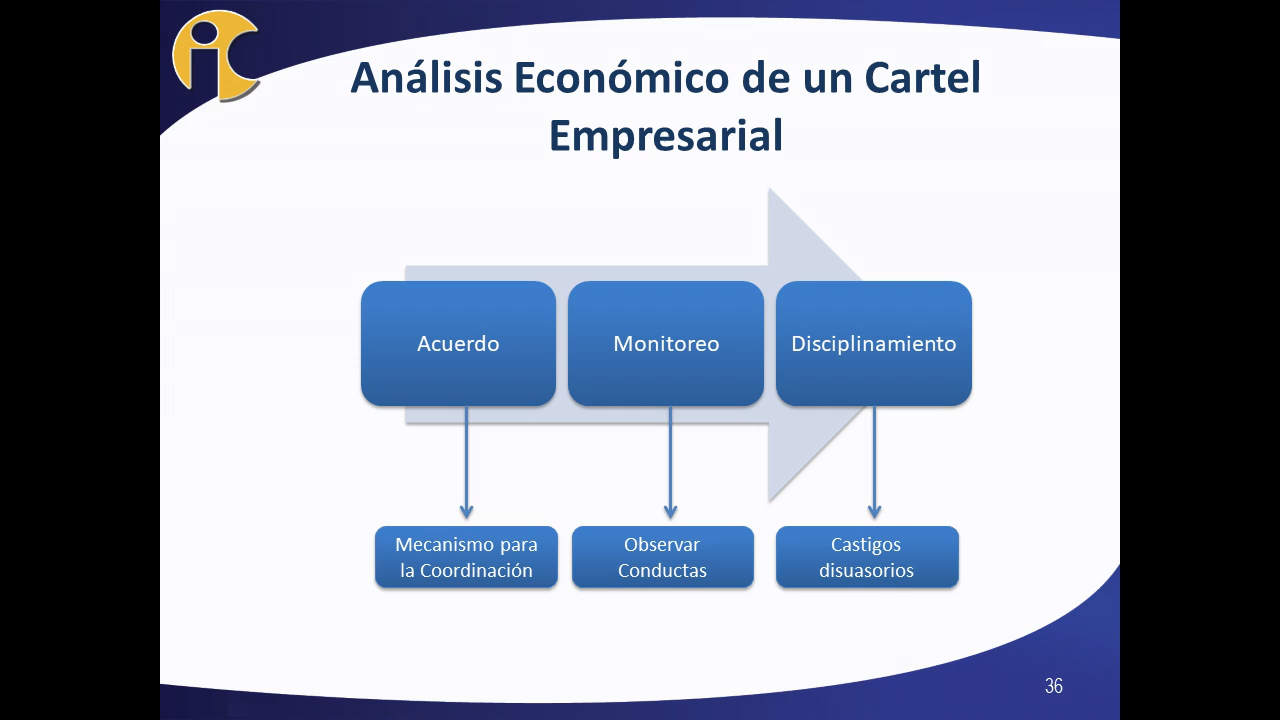 Análisis Económico de un Cartel
Empresarial
Acuerdo
Monitoreo
Disciplinamiento
Mecanismo para
la Coordinación
Observar
Conductas
Castigos
disuasorios
36